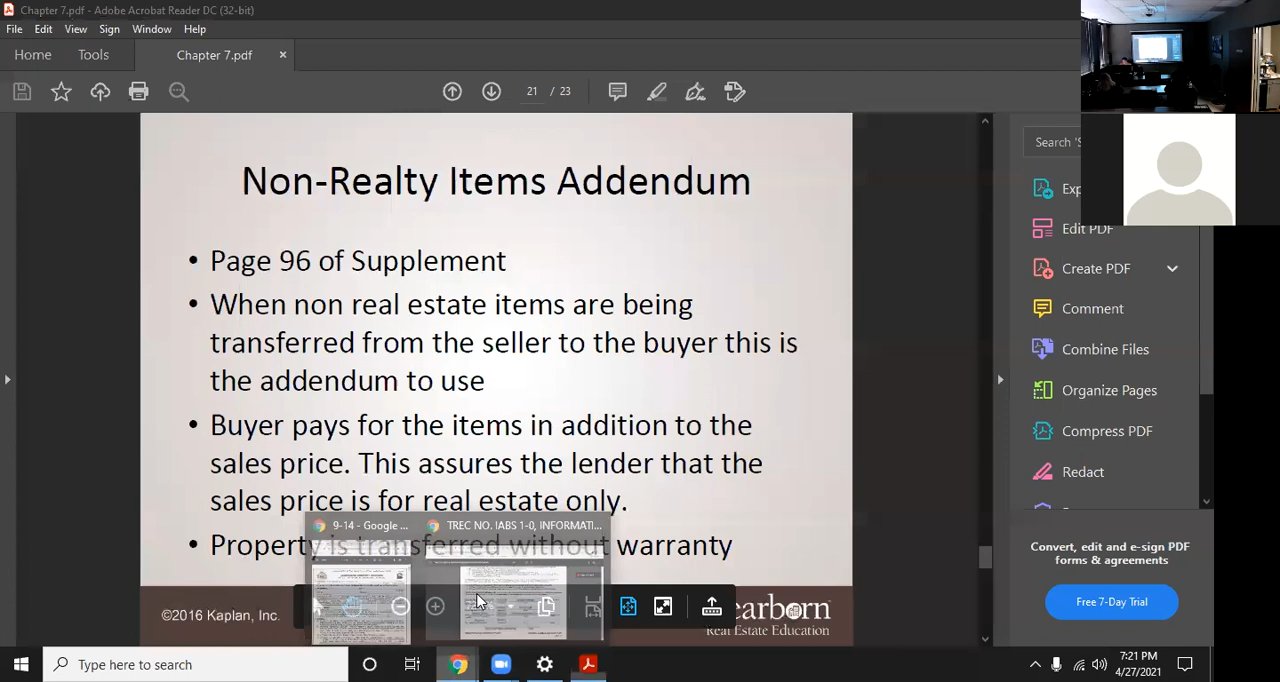 Chapter 7.pdf - Adobe Acrobat Reader DC (32-bit)
File Edit View Sign Window Help
Home Tools Chapter 7.pdf ×
21 / 23
Non-Realty Items Addendum
• Page 96 of Supplement
• When non real estate items are being
transferred from the seller to the buyer this is
the addendum to use
• Buyer pays for the items in addition to the
sales price. This assures the lender that the
sales price is for real estate only.
• Property is transferred without warranty
9-14 - Google ...
TREC NO. IABS 1-0, INFORMATI...
©2016 Kaplan, Inc.
earborn
Real Estate Education
Search 'S
Exp
Edit PDF
Create PDF
Comment
Combine Files
Organize Pages
Compress PDF
Redact
Convert, edit and e-sign PDF
forms & agreements
Free 7-Day Trial
Type here to search
7:21 PM
4/27/2021